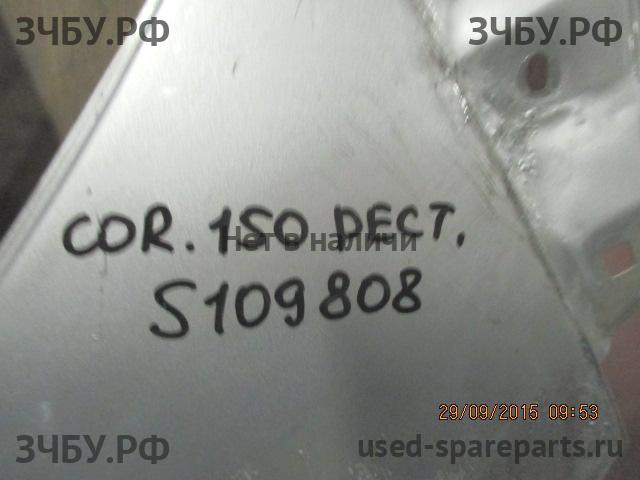 ЗЧБУ.РФ ЗЧБУ.РФ
COR. 150 РЕСТ.
Нет в наличи
S109808
29/09/2015 09:53
ЗЧБУ.РФ used-spareparts.ru